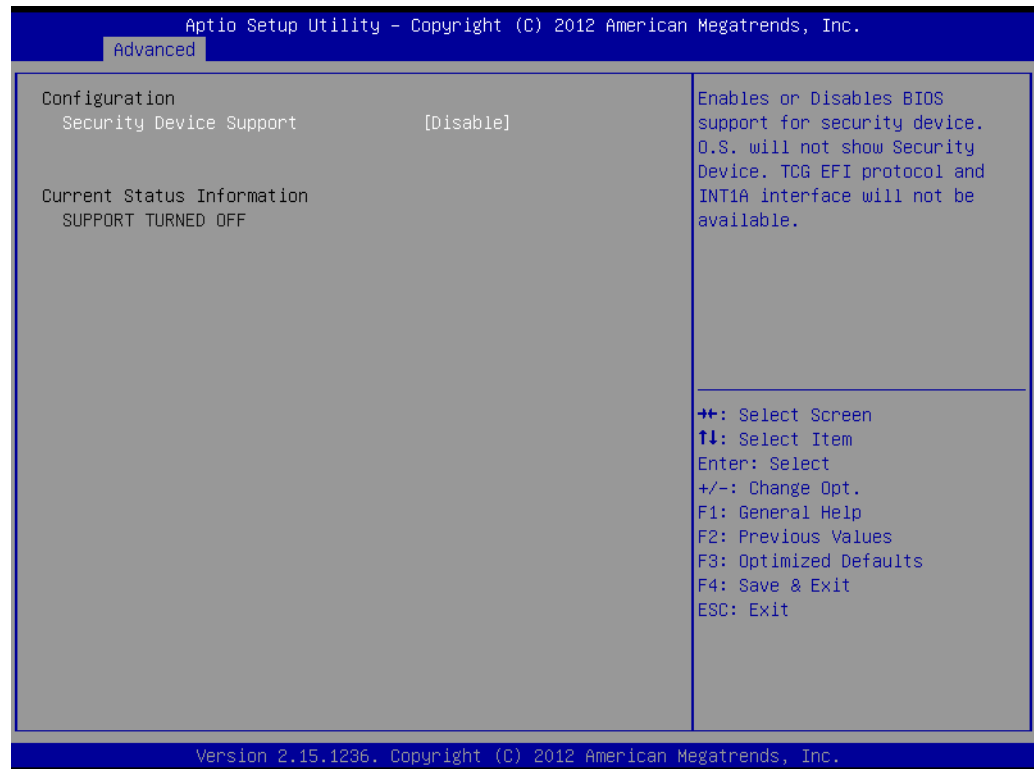 Aptio Setup Utility – Copyright (C) 2012 American Megatrends, Inc.
Advanced
Configuration
Security Device Support [Disable]
Current Status Information
SUPPORT TURNED OFF
Enables or Disables BIOS
support for security device.
O.S. will not show Security
Device. TCG EFI protocol and
INT1A interface will not be
available.
→←: Select Screen
↑↓: Select Item
Enter: Select
+/-: Change Opt.
F1: General Help
F2: Previous Values
F3: Optimized Defaults
F4: Save & Exit
ESC: Exit
Version 2.15.1236. Copyright (C) 2012 American Megatrends, Inc.